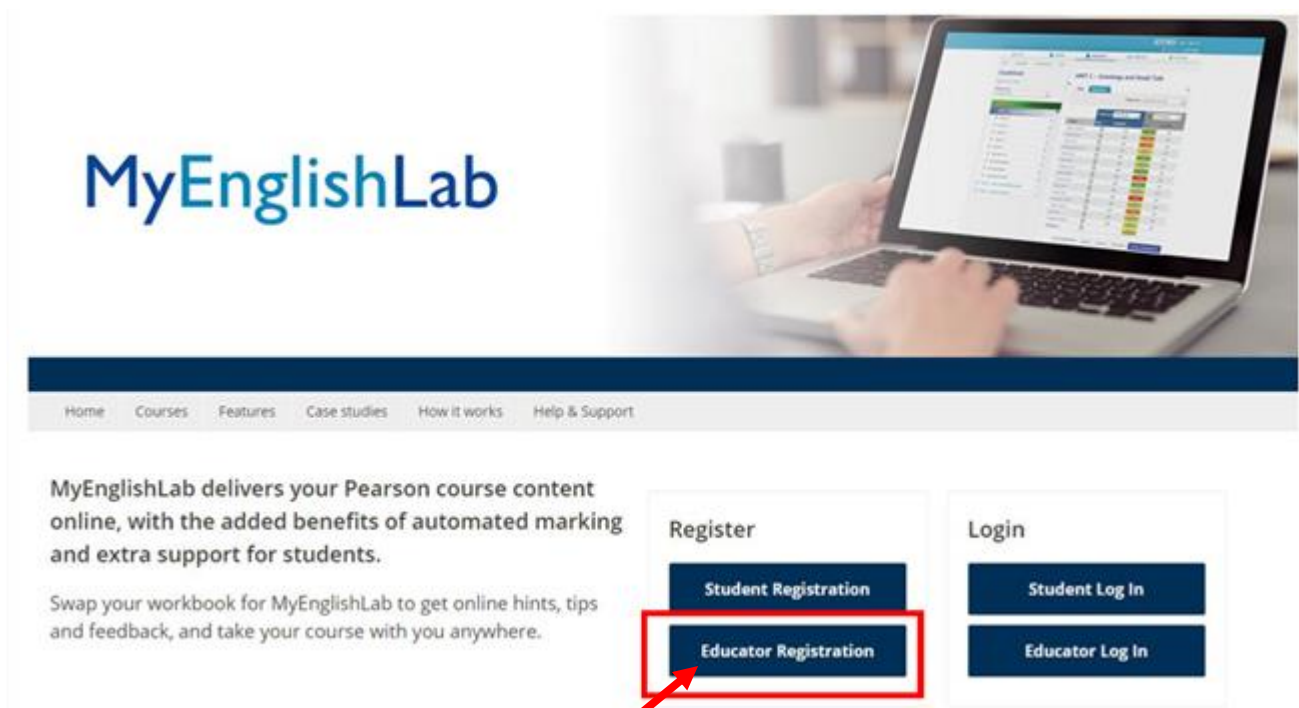 MyEnglishLab
Home Courses Features Case studies How it works Help & Support
MyEnglishLab delivers your Pearson course content
online, with the added benefits of automated marking
and extra support for students.
Swap your workbook for MyEnglishLab to get online hints, tips
and feedback, and take your course with you anywhere.
Register
Student Registration
Educator Registration
Login
Student Log In
Educator Log In